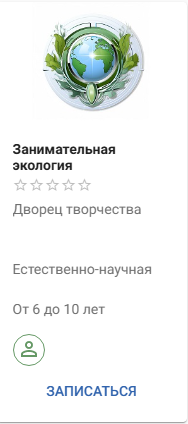 Занимательная
экология
Дворец творчества
Естественно-научная
От 6 до 10 лет
ЗАПИСАТЬСЯ